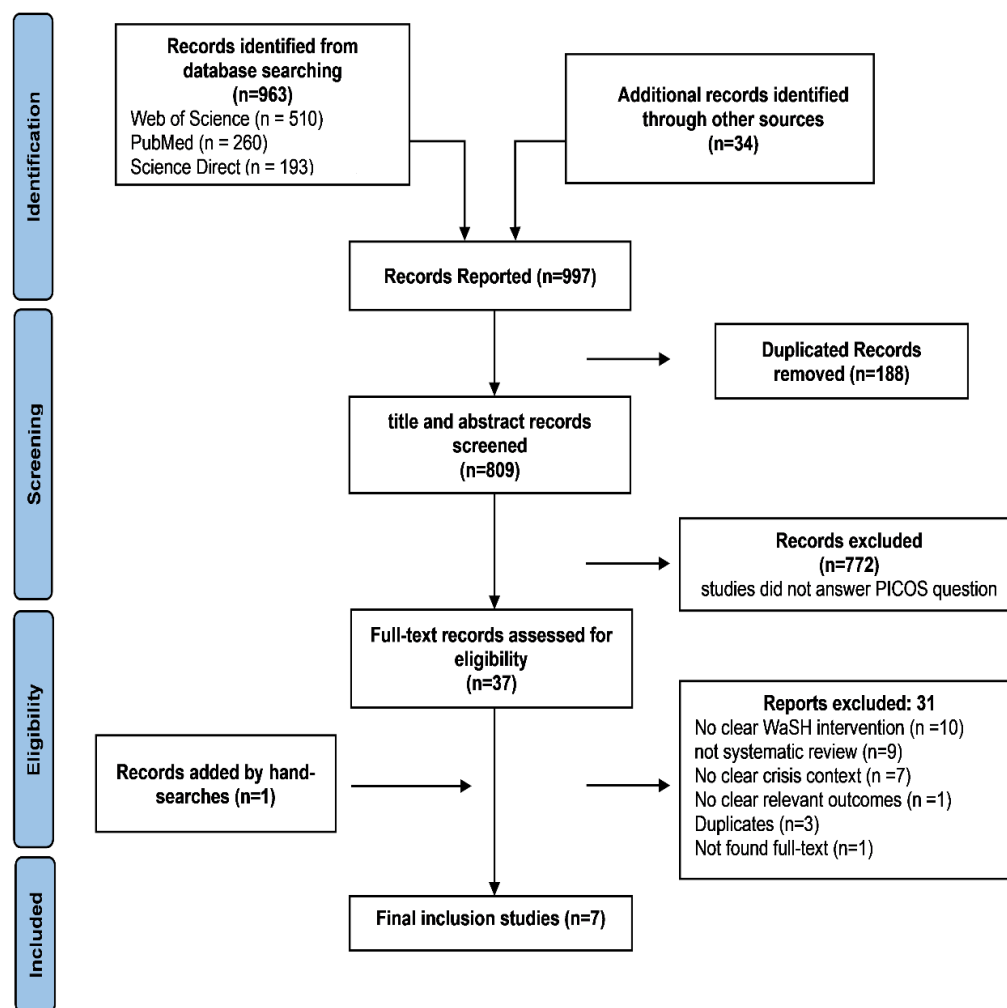 Identification
Records identified from
database searching
(n=963)
Web of Science (n = 510)
PubMed (n = 260)
Science Direct (n = 193)
Additional records identified
through other sources
(n=34)
Records Reported (n=997)
Screening
Duplicated Records
removed (n=188)
title and abstract records
screened
(n=809)
Records excluded
(n=772)
studies did not answer PICOS question
Eligibility
Full-text records assessed for
eligibility
(n=37)
Reports excluded: 31
No clear WaSH intervention (n =10)
not systematic review (n=9)
No clear crisis context (n =7)
No clear relevant outcomes (n =1)
Duplicates (n=3)
Not found full-text (n=1)
Records added by hand-
searches (n=1)
Included
Final inclusion studies (n=7)